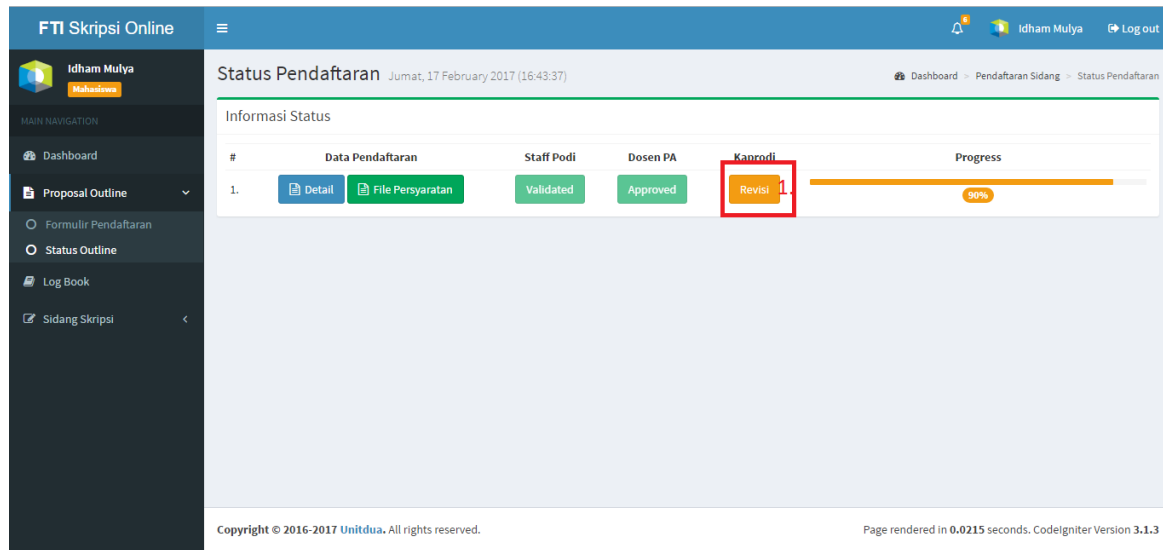 FTI Skripsi Online
6
Idham Mulya
Log out
Idham Mulya
Mahasiswa
Status Pendaftaran Jumat, 17 February 2017 (16:43:37)
Dashboard > Pendaftaran Sidang > Status Pendaftaran
MAIN NAVIGATION
Informasi Status
Dashboard
# Data Pendaftaran Staff Podi Dosen PA Kaprodi Progress
Proposal Outline
1. Detail File Persyaratan Validated Approved Revisi 1.
90%
Formulir Pendaftaran
Status Outline
Log Book
Sidang Skripsi
Copyright © 2016-2017 Unitdua. All rights reserved.
Page rendered in 0.0215 seconds. CodeIgniter Version 3.1.3